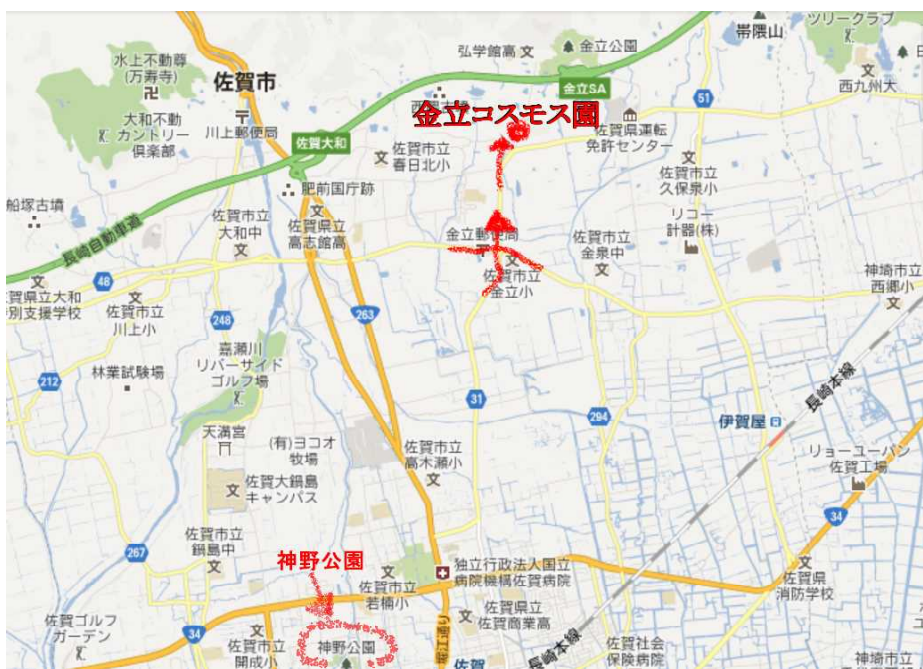 ツリークラブ
帯隈山
弘学館高
金立公園
水上不動尊
(万寿寺)
佐賀市
金立SA
西九州大
川上郵便局
金立コスモス園
51
大和不動
カントリー
倶楽部
佐賀大和
佐賀市立
春日北小
佐賀県運転
免許センター
佐賀市立
久保泉小
肥前国庁跡
船塚古墳
佐賀市立
大和中
佐賀県立
高志館高
リコー
計器(株)
長崎自動車道
金立郵便局
佐賀市立
金泉中
佐賀市立
金立小
神埼市立
西郷小
48
佐賀市立
川上小
248
263
嘉瀬川
リバーサイド
ゴルフ場
212
林業試験場
31
294
長崎本線
伊賀屋
天満宮
(有)ヨコオ
牧場
佐賀市立
高木瀬小
リョーユーパン
佐賀工場
佐賀大鍋島
キャンパス
34
佐賀市立
鍋島中
267
神野公園
佐賀市立
若楠小
独立行政法人国立
病院機構佐賀病院
佐賀県
消防学校
佐賀県立
佐賀商業高
佐賀ゴルフ
ガーデン
34
佐賀市立
開成小
神野公園
堀江通り
佐賀
長崎本線
佐賀社会
保険病院
神埼市立